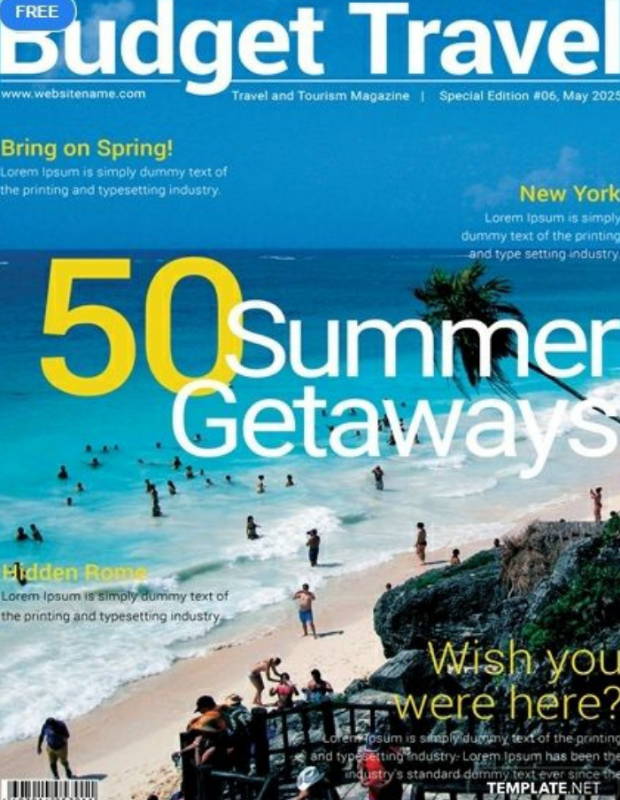 FREE
Budget Travel
www.websitename.com
Travel and Tourism Magazine | Special Edition #06, May 2025
Bring on Spring!
Lorem Ipsum is simply dummy text of
the printing and typesetting industry.
New York
Lorem Ipsum is simply
dummy text of the printing
and type setting industry.
50 Summer
Getaways
Hidden Rome
Lorem Ipsum is simply dummy text of
the printing and typesetting industry.
Wish you
were here?
Lorem Ipsum is simply dummy text of the printing
and typesetting industry. Lorem Ipsum has been the
industry's standard dummy text ever since the
TEMPLATE.NET